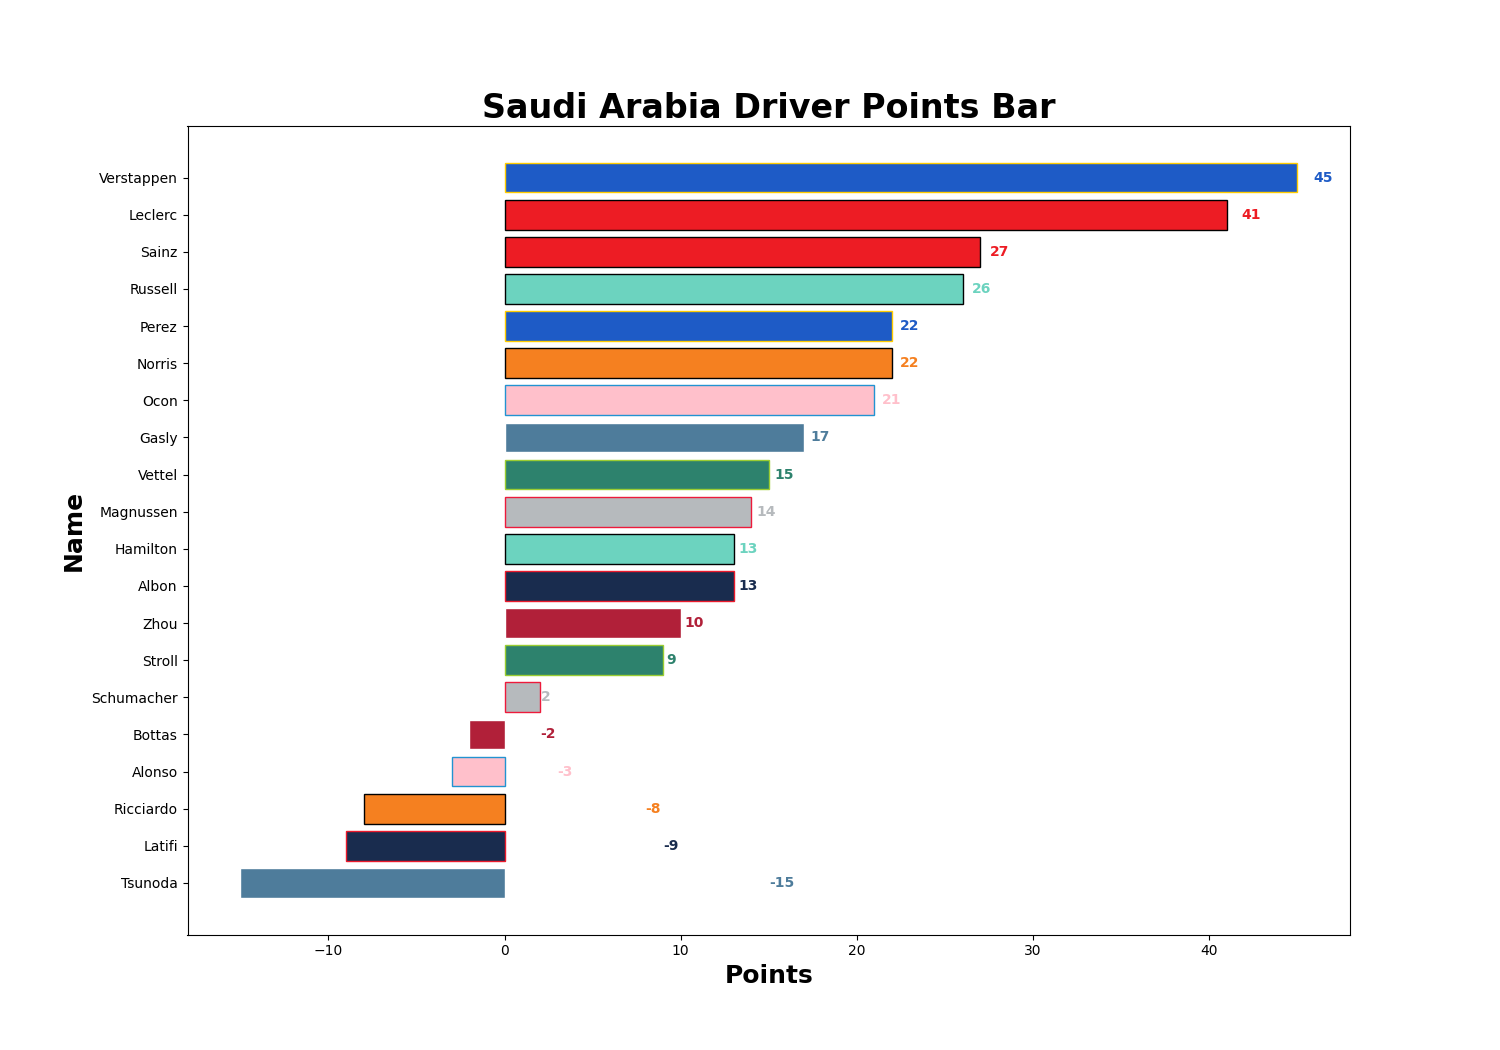 Saudi Arabia Driver Points Bar
Name
Verstappen 45
Leclerc 41
Sainz 27
Russell 26
Perez 22
Norris 22
Ocon 21
Gasly 17
Vettel 15
Magnussen 14
Hamilton 13
Albon 13
Zhou 10
Stroll 9
Schumacher 2
Bottas -2
Alonso -3
Ricciardo -8
Latifi -9
Tsunoda -15
−10 0 10 20 30 40
Points